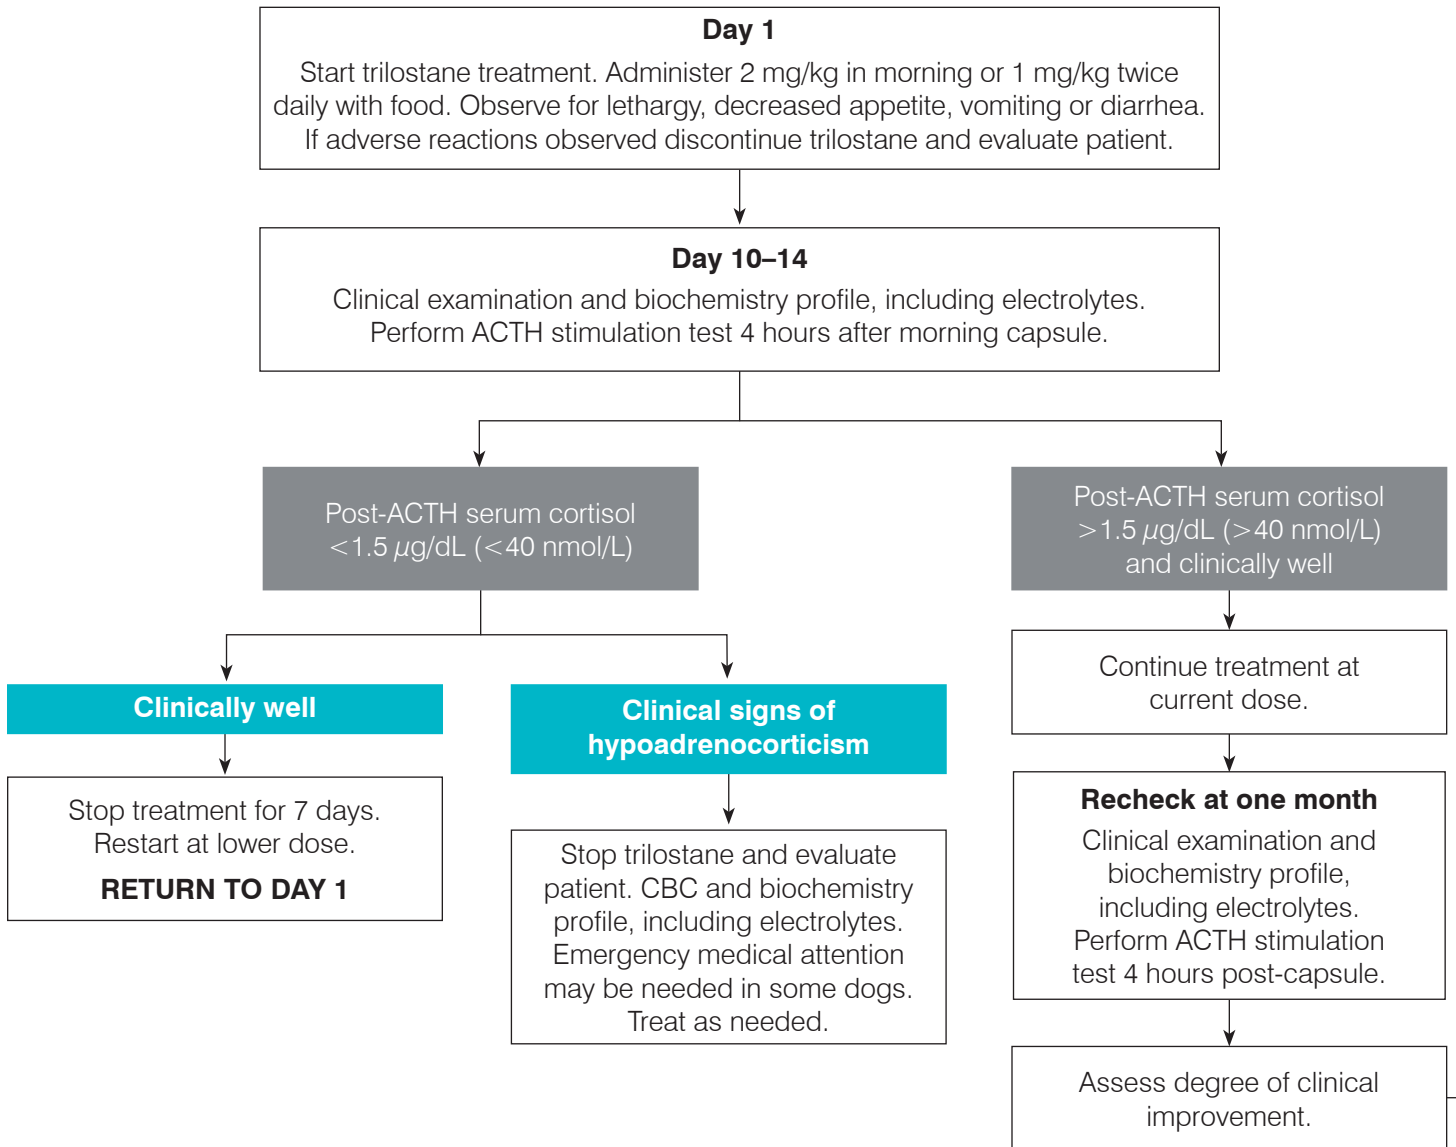 Day 1
Start trilostane treatment. Administer 2 mg/kg in morning or 1 mg/kg twice
daily with food. Observe for lethargy, decreased appetite, vomiting or diarrhea.
If adverse reactions observed discontinue trilostane and evaluate patient.
Day 10–14
Clinical examination and biochemistry profile, including electrolytes.
Perform ACTH stimulation test 4 hours after morning capsule.
Post-ACTH serum cortisol
<1.5 µg/dL (<40 nmol/L)
Post-ACTH serum cortisol
>1.5 µg/dL (>40 nmol/L)
and clinically well
Clinically well
Stop treatment for 7 days.
Restart at lower dose.
RETURN TO DAY 1
Clinical signs of
hypoadrenocorticism
Stop trilostane and evaluate
patient. CBC and biochemistry
profile, including electrolytes.
Emergency medical attention
may be needed in some dogs.
Treat as needed.
Continue treatment at
current dose.
Recheck at one month
Clinical examination and
biochemistry profile,
including electrolytes.
Perform ACTH stimulation
test 4 hours post-capsule.
Assess degree of clinical
improvement.